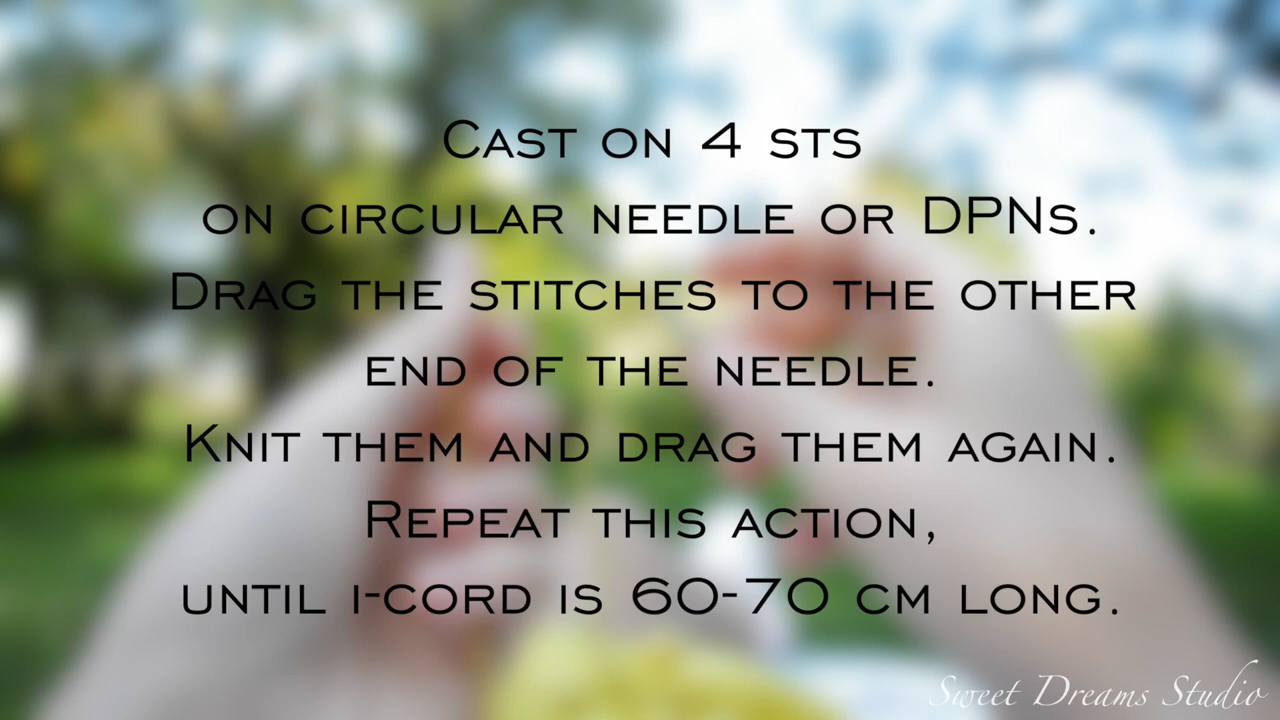 Cast on 4 sts
on circular needle or DPNs.
Drag the stitches to the other
end of the needle.
Knit them and drag them again.
Repeat this action,
until i-cord is 60-70 cm long.
Sweet Dreams Studio